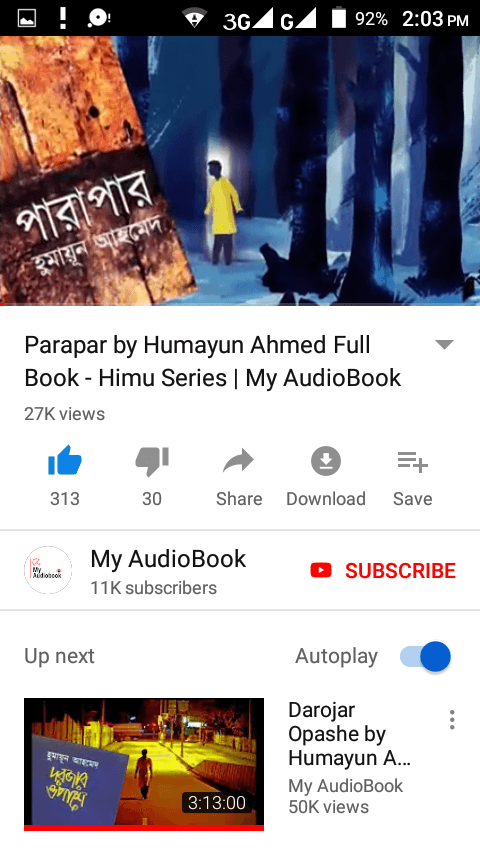 3G G 92% 2:03 PM
পারাপার
হুমায়ূন আহমেদ
Parapar by Humayun Ahmed Full
Book - Himu Series | My AudioBook
27K views
313 30 Share Download Save
My
Audiobook
My AudioBook
11K subscribers
SUBSCRIBE
Up next Autoplay
হুমায়ূন আহমেদ
দরজার
ওপাশে
3:13:00
Darojar
Opashe by
Humayun A...
My AudioBook
50K views